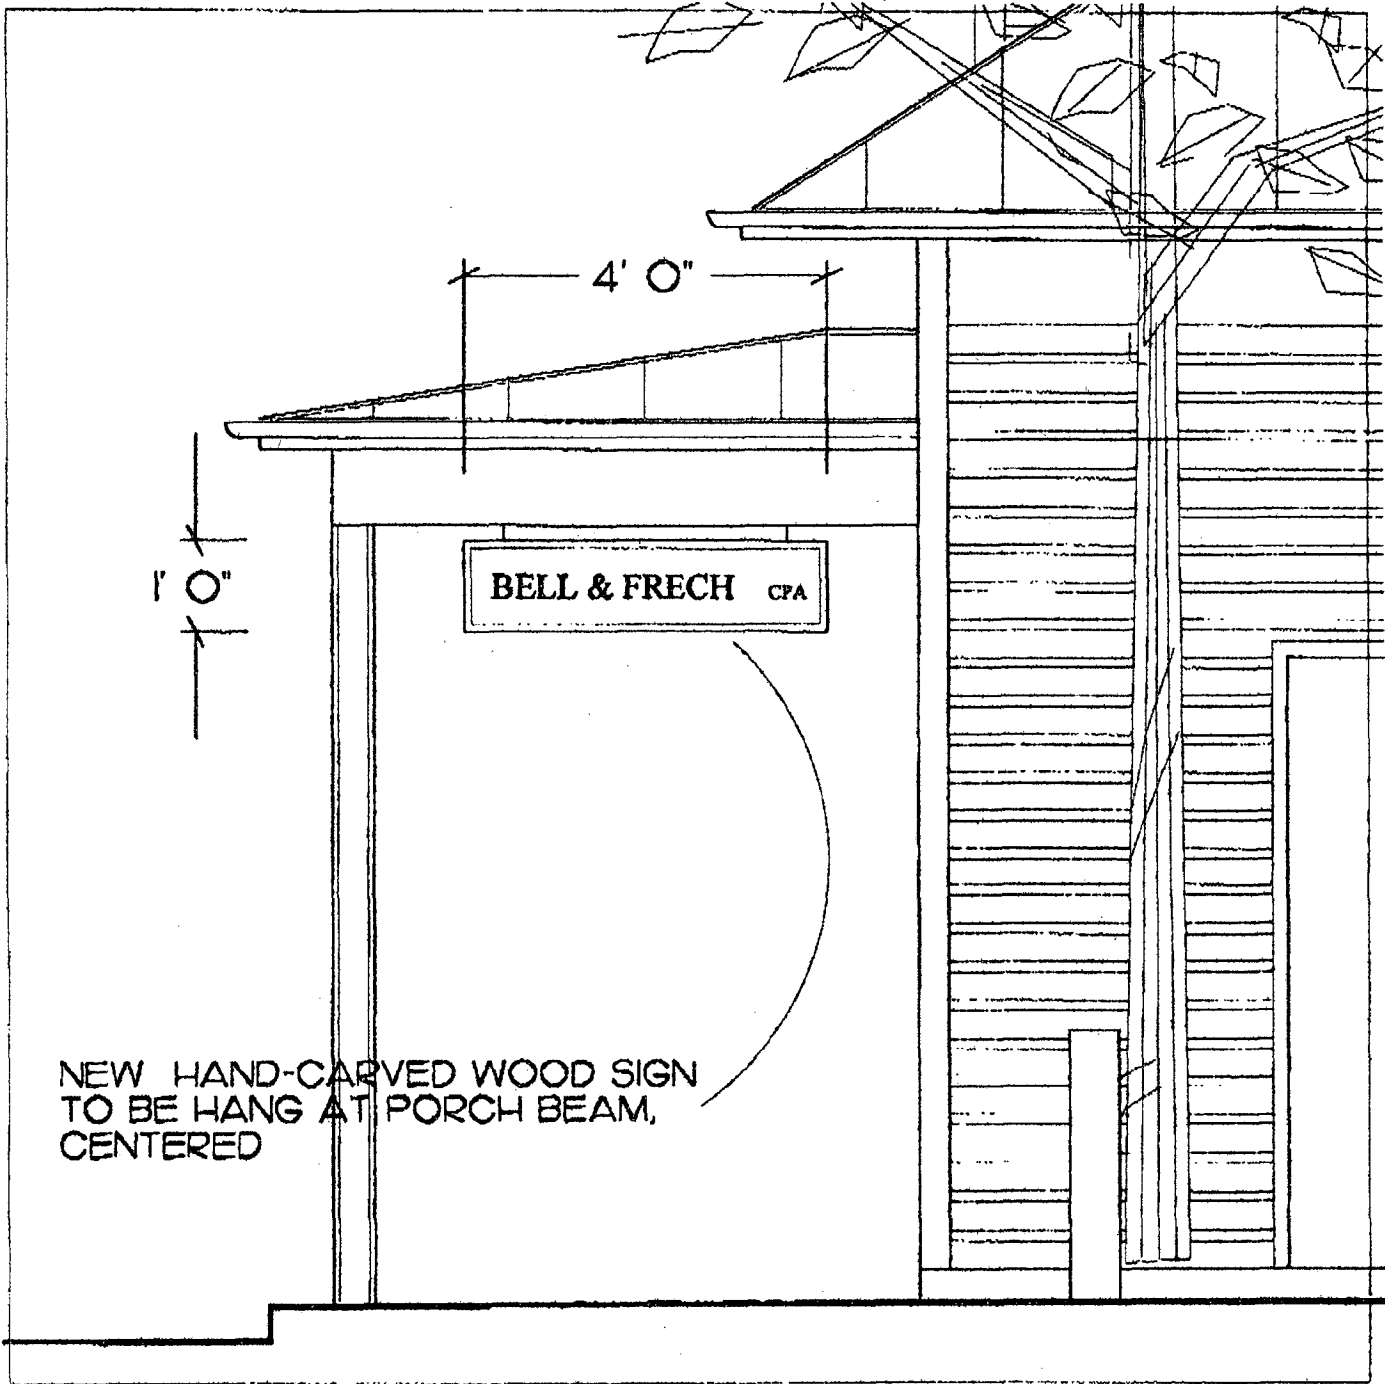 4' 0"
1' 0"
BELL & FRECH CPA
NEW HAND-CARVED WOOD SIGN
TO BE HANG AT PORCH BEAM,
CENTERED